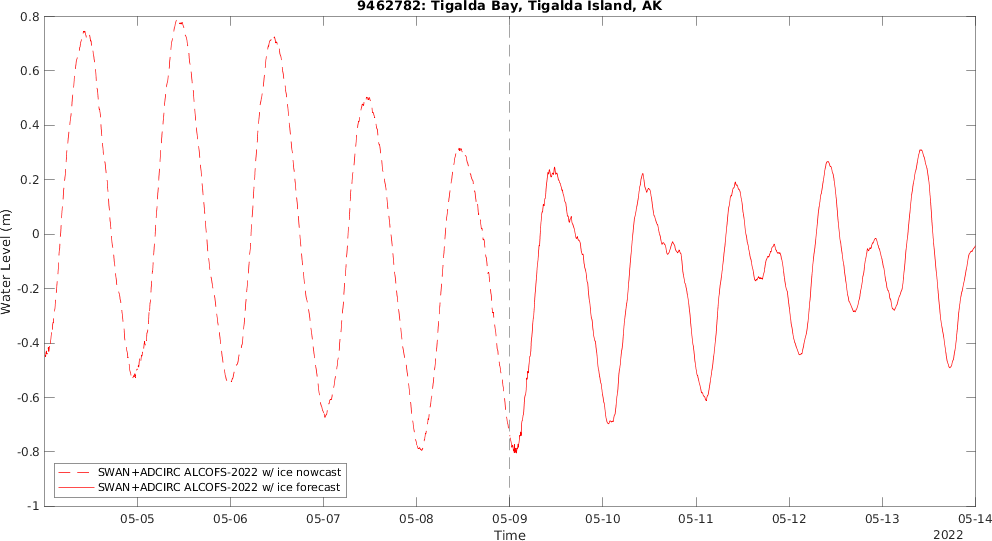 9462782: Tigalda Bay, Tigalda Island, AK
0.8
0.6
0.4
0.2
0
-0.2
-0.4
-0.6
-0.8
-1
Water Level (m)
SWAN+ADCIRC ALCOFS-2022 w/ ice nowcast
SWAN+ADCIRC ALCOFS-2022 w/ ice forecast
05-05 05-06 05-07 05-08 05-09 05-10 05-11 05-12 05-13 05-14
Time
2022